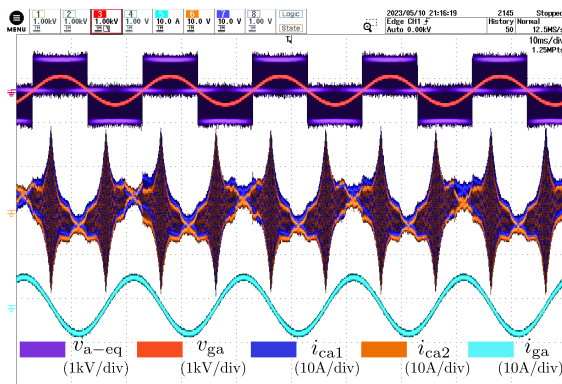 MENU
1 2 3 4 5 6 7 8 Logic
1.00kV 1.00 V 1.00kV 1.00 V 10.0 A 10.0 V 10.0 V 1.00 V State
2023/05/10 21:16:19 2145 Stopped
Edge CH1 History Normal
Auto 0.00kV 50 12.5MS/s
10ms/div
1.25MPts
v_a−eq v_ga i_ca1 i_ca2 i_ga
(1kV/div) (1kV/div) (10A/div) (10A/div) (10A/div)